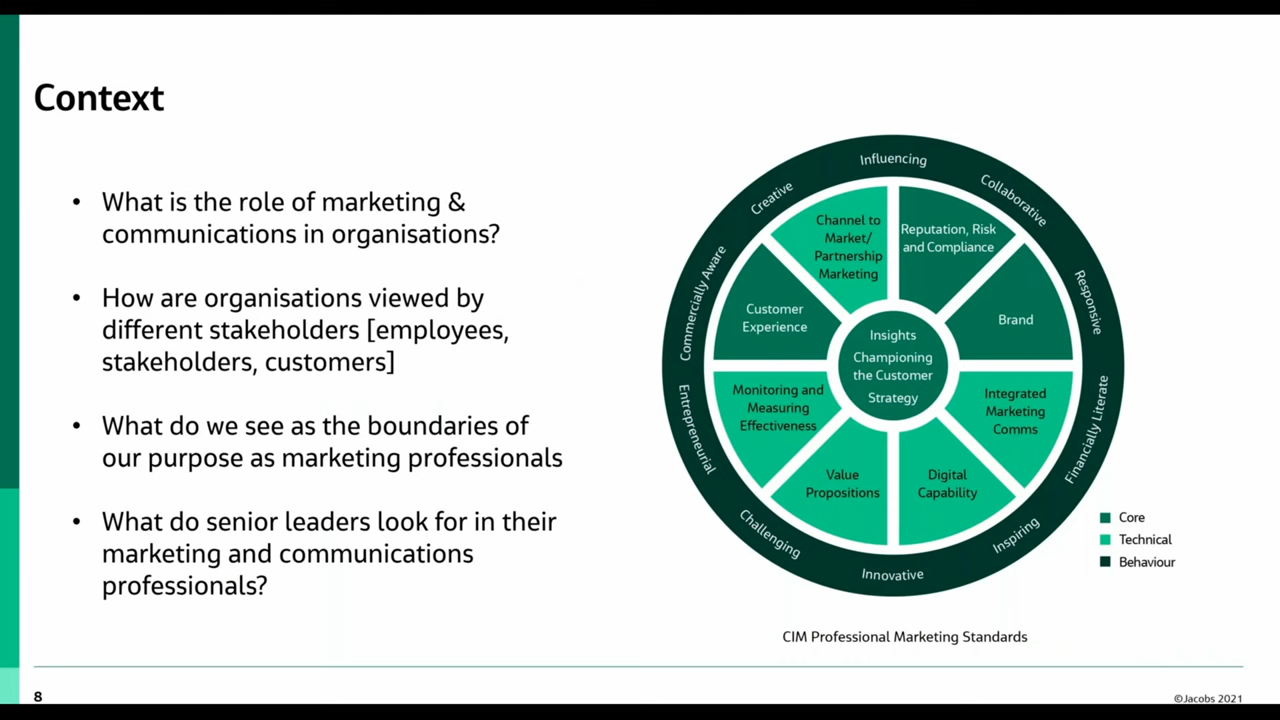 Context
• What is the role of marketing &
communications in organisations?
• How are organisations viewed by
different stakeholders [employees,
stakeholders, customers]
• What do we see as the boundaries of
our purpose as marketing professionals
• What do senior leaders look for in their
marketing and communications
professionals?
Influencing
Collaborative
Responsive
Financially Literate
Inspiring
Innovative
Challenging
Entrepreneurial
Commercially Aware
Creative
Channel to
Market/
Partnership
Marketing
Reputation, Risk
and Compliance
Brand
Integrated
Marketing
Comms
Digital
Capability
Value
Propositions
Monitoring and
Measuring
Effectiveness
Customer
Experience
Insights
Championing
the Customer
Strategy
Core
Technical
Behaviour
CIM Professional Marketing Standards
8
©Jacobs 2021